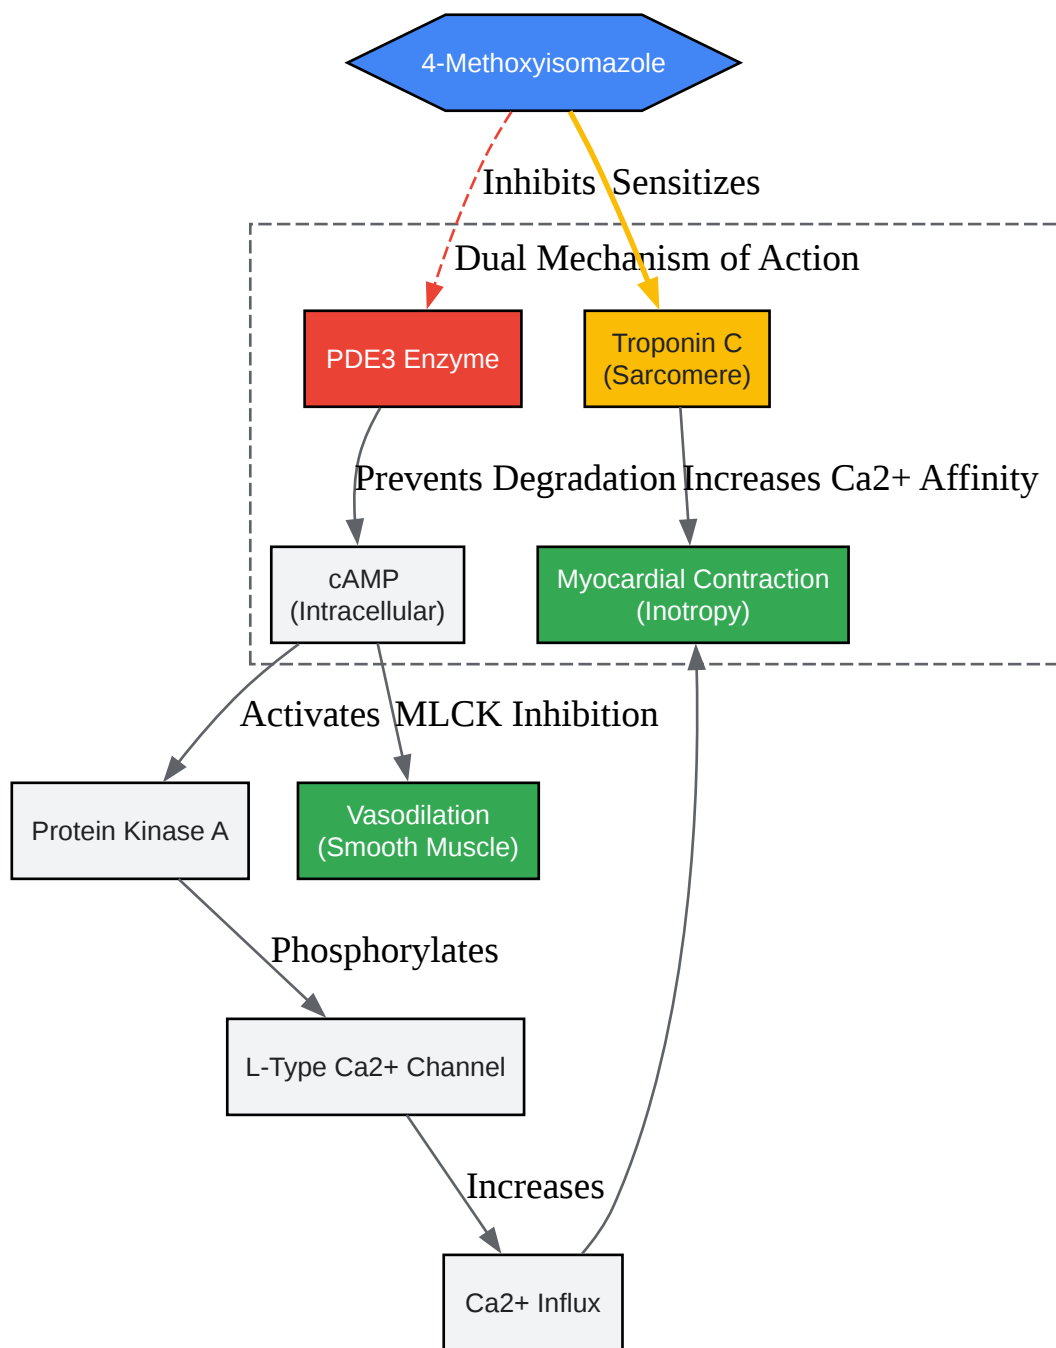 4-Methoxyisomazole
Inhibits
Sensitizes
Dual Mechanism of Action
PDE3 Enzyme
Troponin C
(Sarcomere)
Prevents Degradation
Increases Ca2+ Affinity
cAMP
(Intracellular)
Myocardial Contraction
(Inotropy)
Activates
MLCK Inhibition
Protein Kinase A
Vasodilation
(Smooth Muscle)
Phosphorylates
L-Type Ca2+ Channel
Increases
Ca2+ Influx